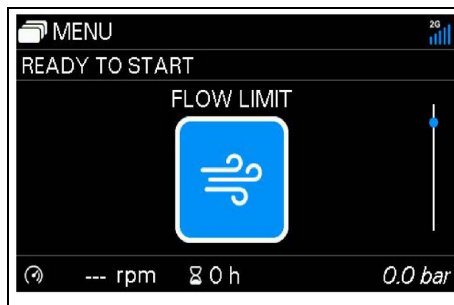 MENU
2G
READY TO START
FLOW LIMIT
--- rpm 0 h 0.0 bar